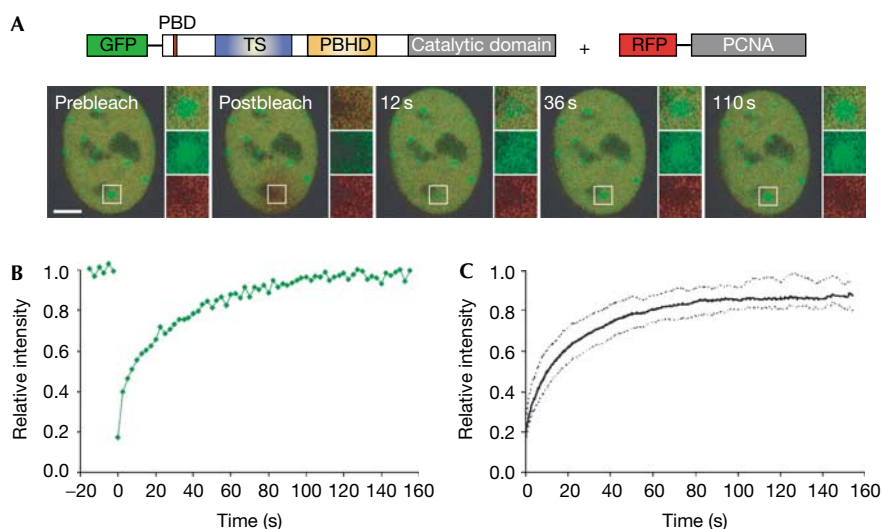 A
PBD
GFP TS PBHD Catalytic domain + RFP PCNA
Prebleach Postbleach 12 s 36 s 110 s
B
Relative intensity
1.0
0.8
0.6
0.4
0.2
0.0
−20 0 20 40 60 80 100 120 140 160
Time (s)
C
Relative intensity
1.0
0.8
0.6
0.4
0.2
0.0
0 20 40 60 80 100 120 140 160
Time (s)